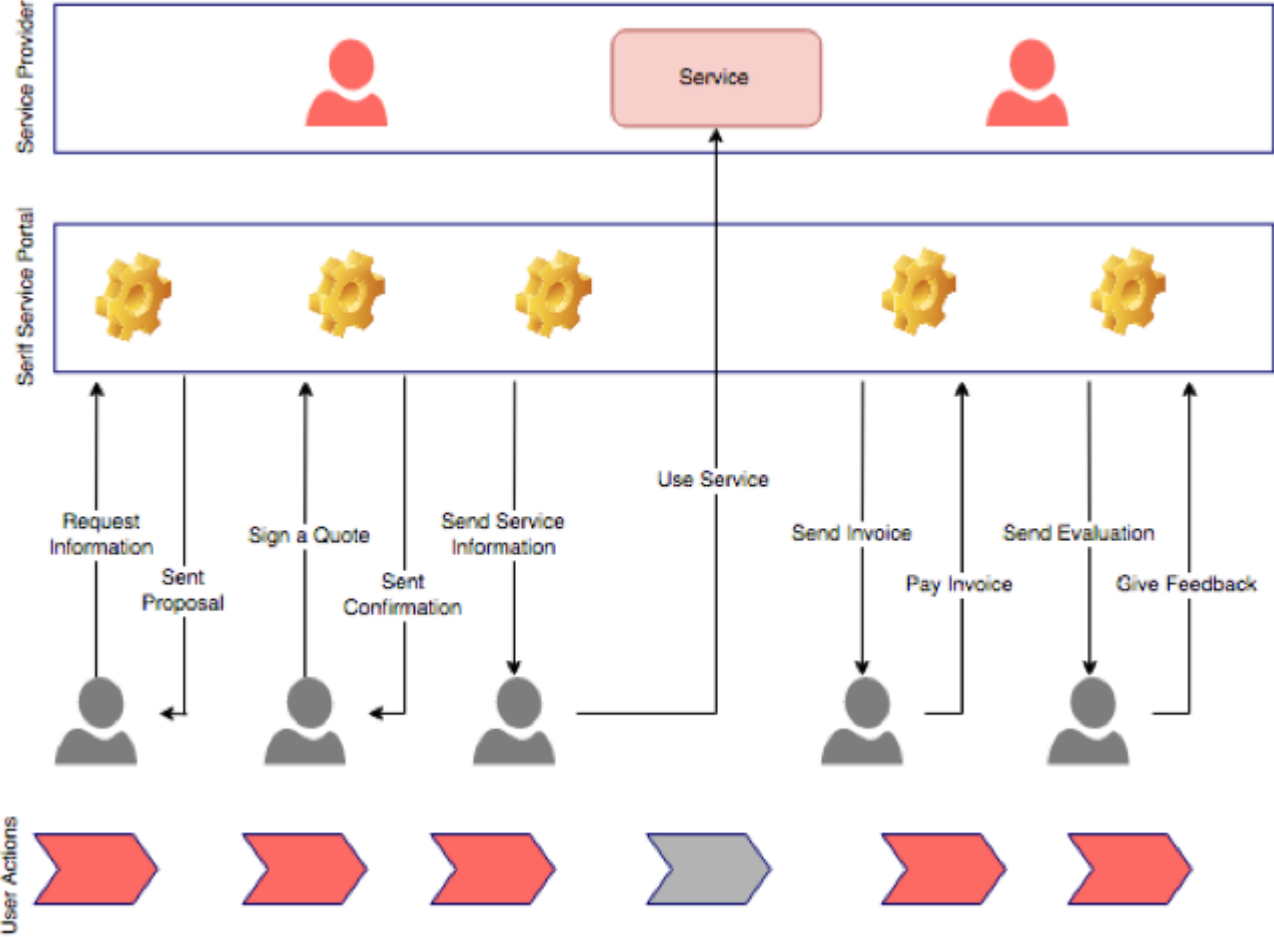 Service Provider
Service
Serif Service Portal
Use Service
Request
Information
Sign a Quote
Send Service
Information
Send Invoice
Send Evaluation
Sent
Proposal
Sent
Confirmation
Pay Invoice
Give Feedback
User Actions